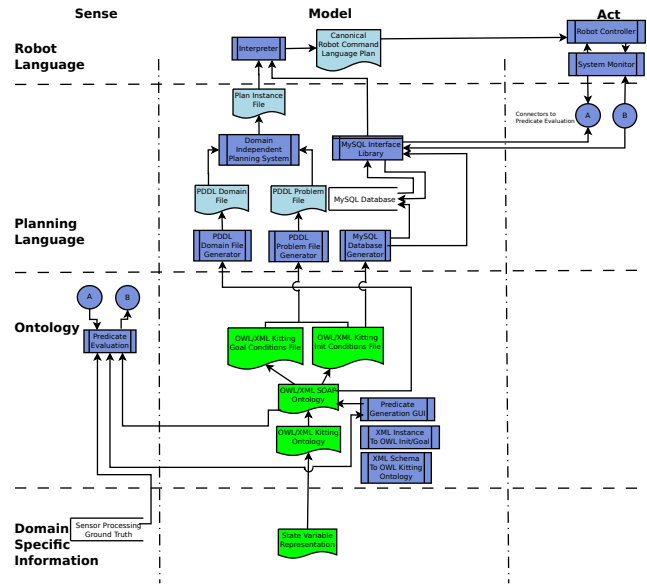 Sense
Model
Act
Robot
Language
Interpreter
Canonical
Robot Command
Language Plan
Robot Controller
System Monitor
Plan Instance
File
Connectors to
Predicate Evaluation
A
B
Domain
Independent
Planning System
MySQL Interface
Library
PDDL Domain
File
PDDL Problem
File
MySQL Database
Planning
Language
PDDL
Domain File
Generator
PDDL
Problem File
Generator
MySQL
Database
Generator
A
B
Ontology
Predicate
Evaluation
OWL/XML Kitting
Goal Conditions File
OWL/XML Kitting
Init Conditions File
OWL/XML SOAP
Ontology
Predicate
Generation GUI
OWL/XML Kitting
Ontology
XML Instance
To OWL Init/Goal
XML Schema
To OWL Kitting
Ontology
Domain
Specific
Information
Sensor Processing
Ground Truth
State Variable
Representation